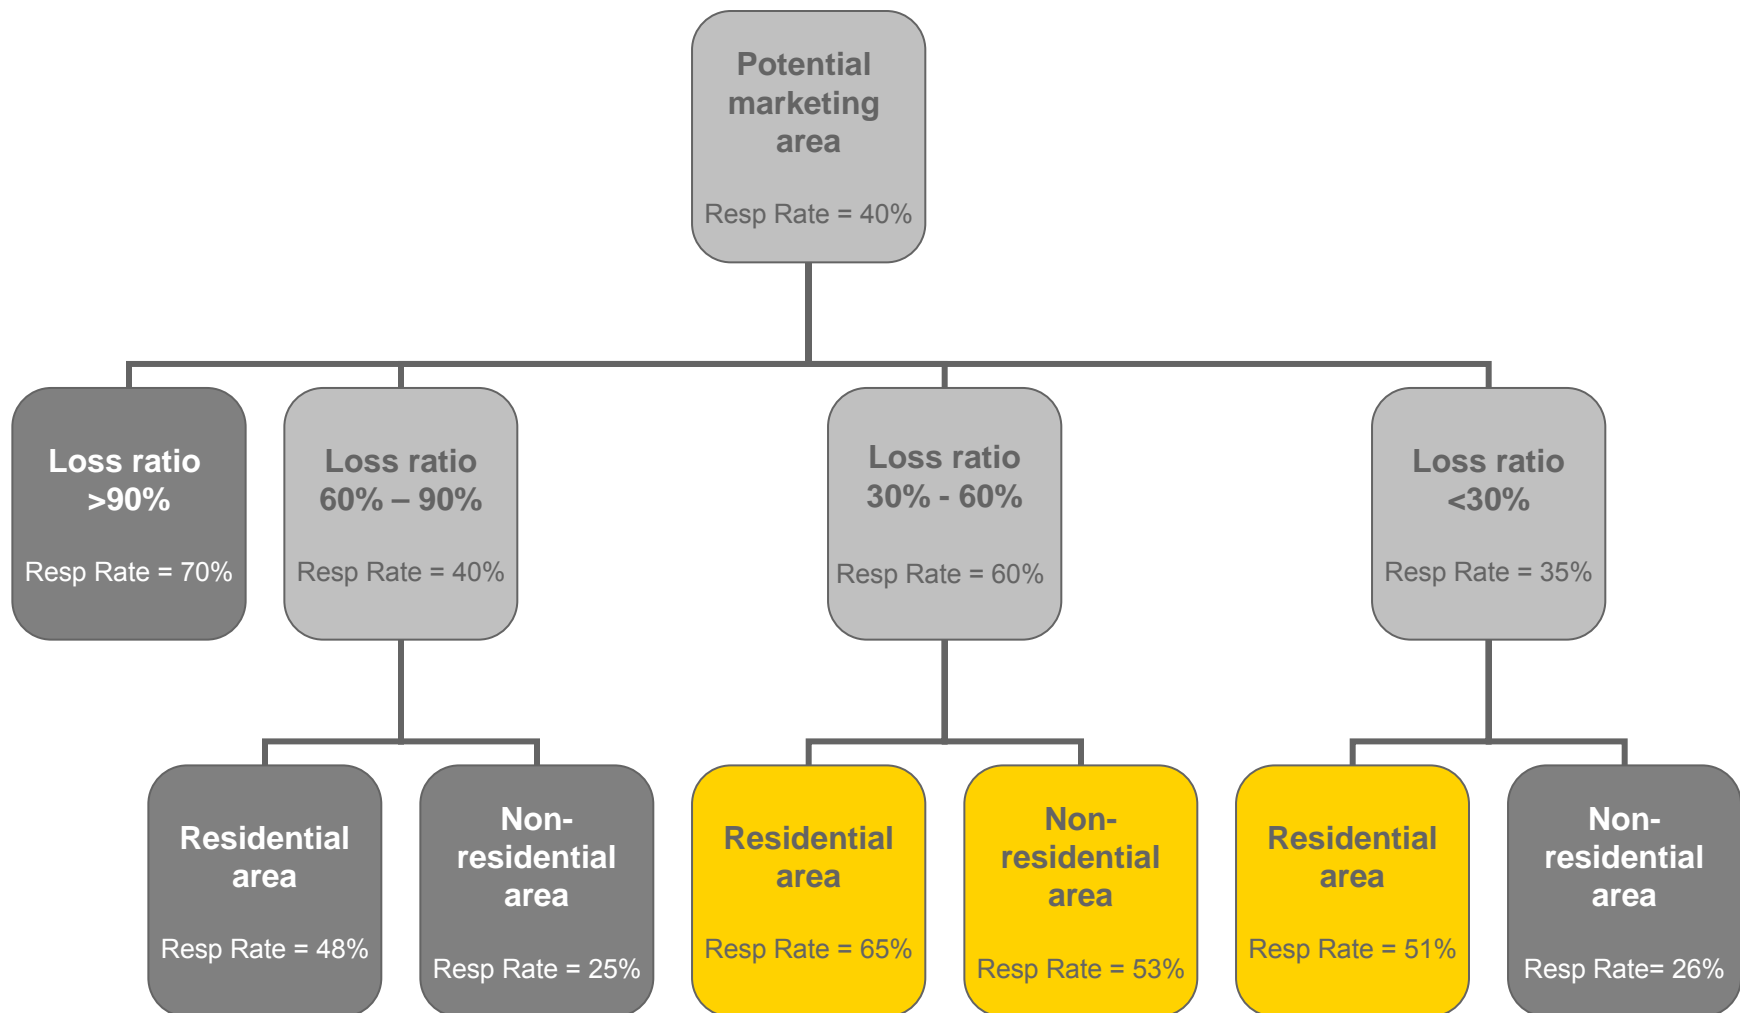 Potential
marketing
area
Resp Rate = 40%
Loss ratio
>90%
Resp Rate = 70%
Loss ratio
60% – 90%
Resp Rate = 40%
Loss ratio
30% - 60%
Resp Rate = 60%
Loss ratio
<30%
Resp Rate = 35%
Residential
area
Resp Rate = 48%
Non-
residential
area
Resp Rate = 25%
Residential
area
Resp Rate = 65%
Non-
residential
area
Resp Rate = 53%
Residential
area
Resp Rate = 51%
Non-
residential
area
Resp Rate= 26%